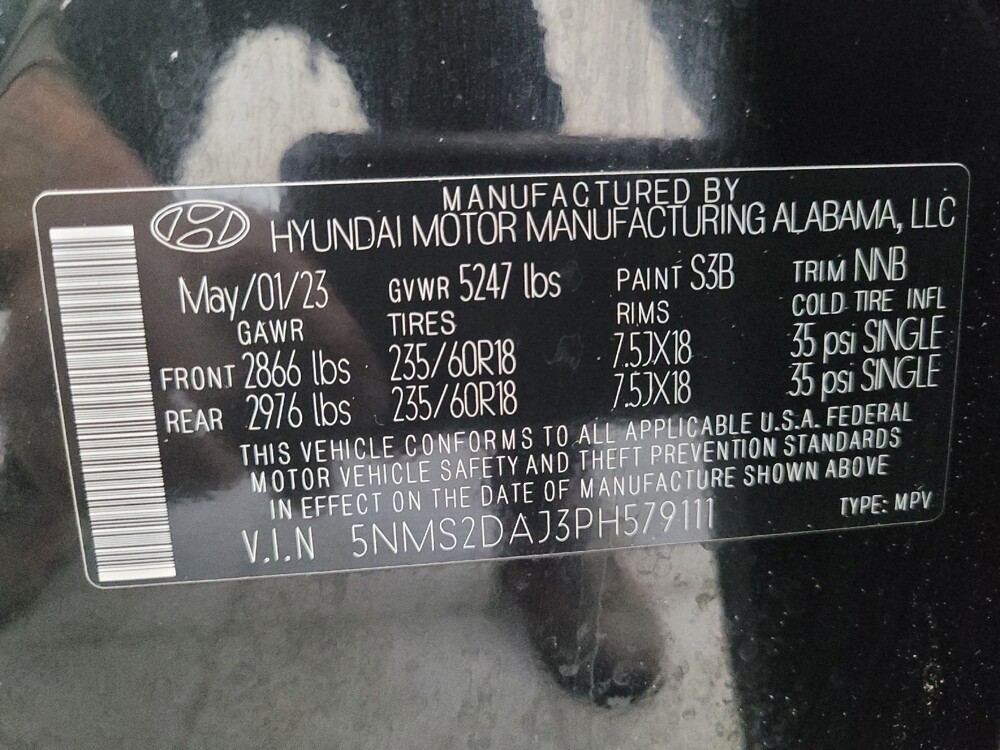 MANUFACTURED BY
HYUNDAI MOTOR MANUFACTURING ALABAMA, LLC
May/01/23 GVWR 5247 lbs PAINT S3B TRIM NNB
GAWR TIRES RIMS COLD TIRE INFL
FRONT 2866 lbs 235/60R18 7.5JX18 35 psi SINGLE
REAR 2976 lbs 235/60R18 7.5JX18 35 psi SINGLE
THIS VEHICLE CONFORMS TO ALL APPLICABLE U.S.A. FEDERAL
MOTOR VEHICLE SAFETY AND THEFT PREVENTION STANDARDS
IN EFFECT ON THE DATE OF MANUFACTURE SHOWN ABOVE
V.I.N 5NMS2DAJ3PH579111 TYPE: MPV